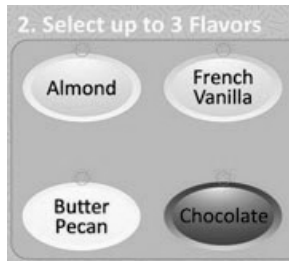 2. Select up to 3 Flavors
Almond
French
Vanilla
Butter
Pecan
Chocolate